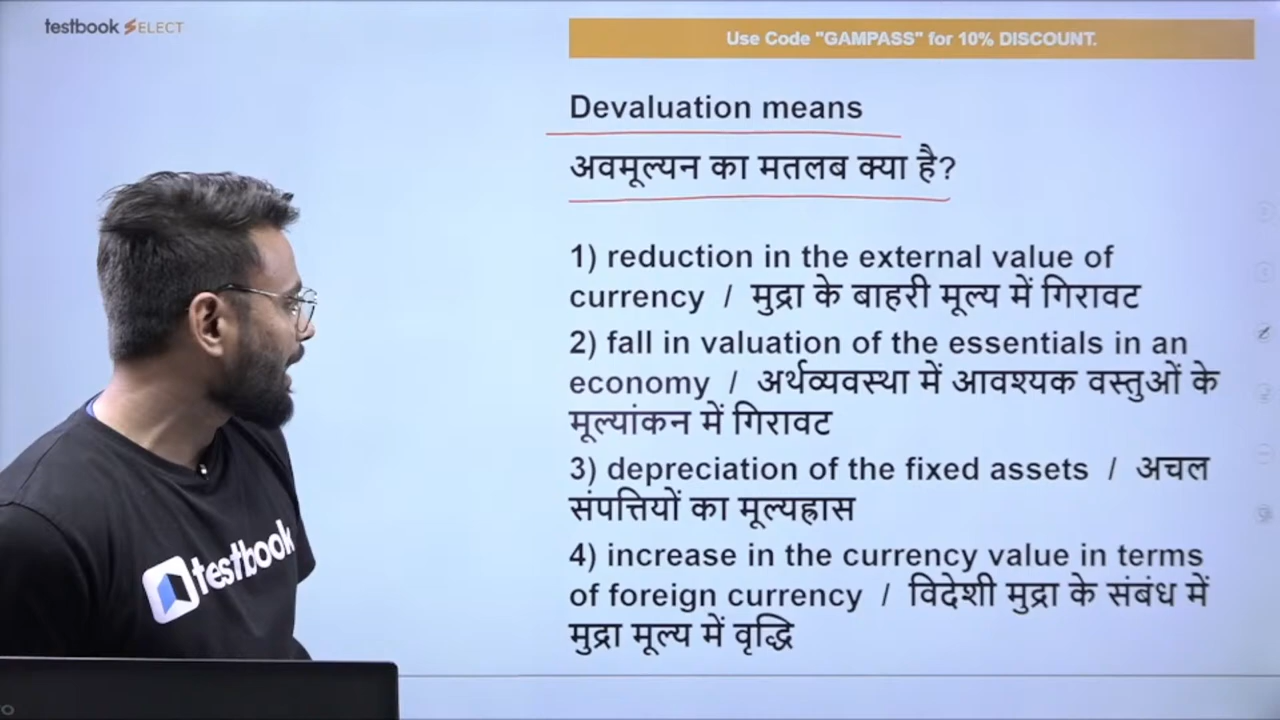 testbook SELECT
Use Code "GAMPASS" for 10% DISCOUNT.
Devaluation means
अवमूल्यन का मतलब क्या है?
1) reduction in the external value of
currency / मुद्रा के बाहरी मूल्य में गिरावट
2) fall in valuation of the essentials in an
economy / अर्थव्यवस्था में आवश्यक वस्तुओं के
मूल्यांकन में गिरावट
3) depreciation of the fixed assets / अचल
संपत्तियों का मूल्यह्रास
4) increase in the currency value in terms
of foreign currency / विदेशी मुद्रा के संबंध में
मुद्रा मूल्य में वृद्धि
testbook